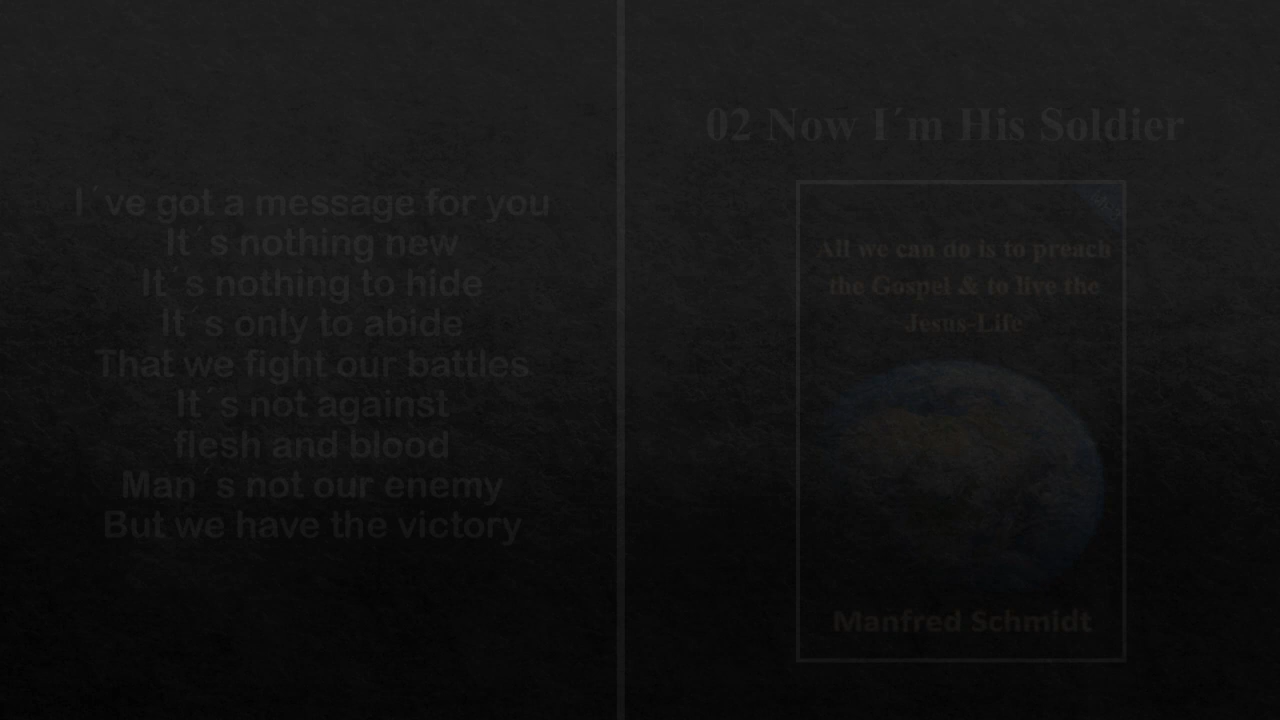 I´ve got a message for you
It´s nothing new
It´s nothing to hide
It´s only to abide
That we fight our battles
It´s not against
flesh and blood
Man´s not our enemy
But we have the victory
02 Now I´m His Soldier
All we can do is to preach
the Gospel & to live the
Jesus-Life
Manfred Schmidt